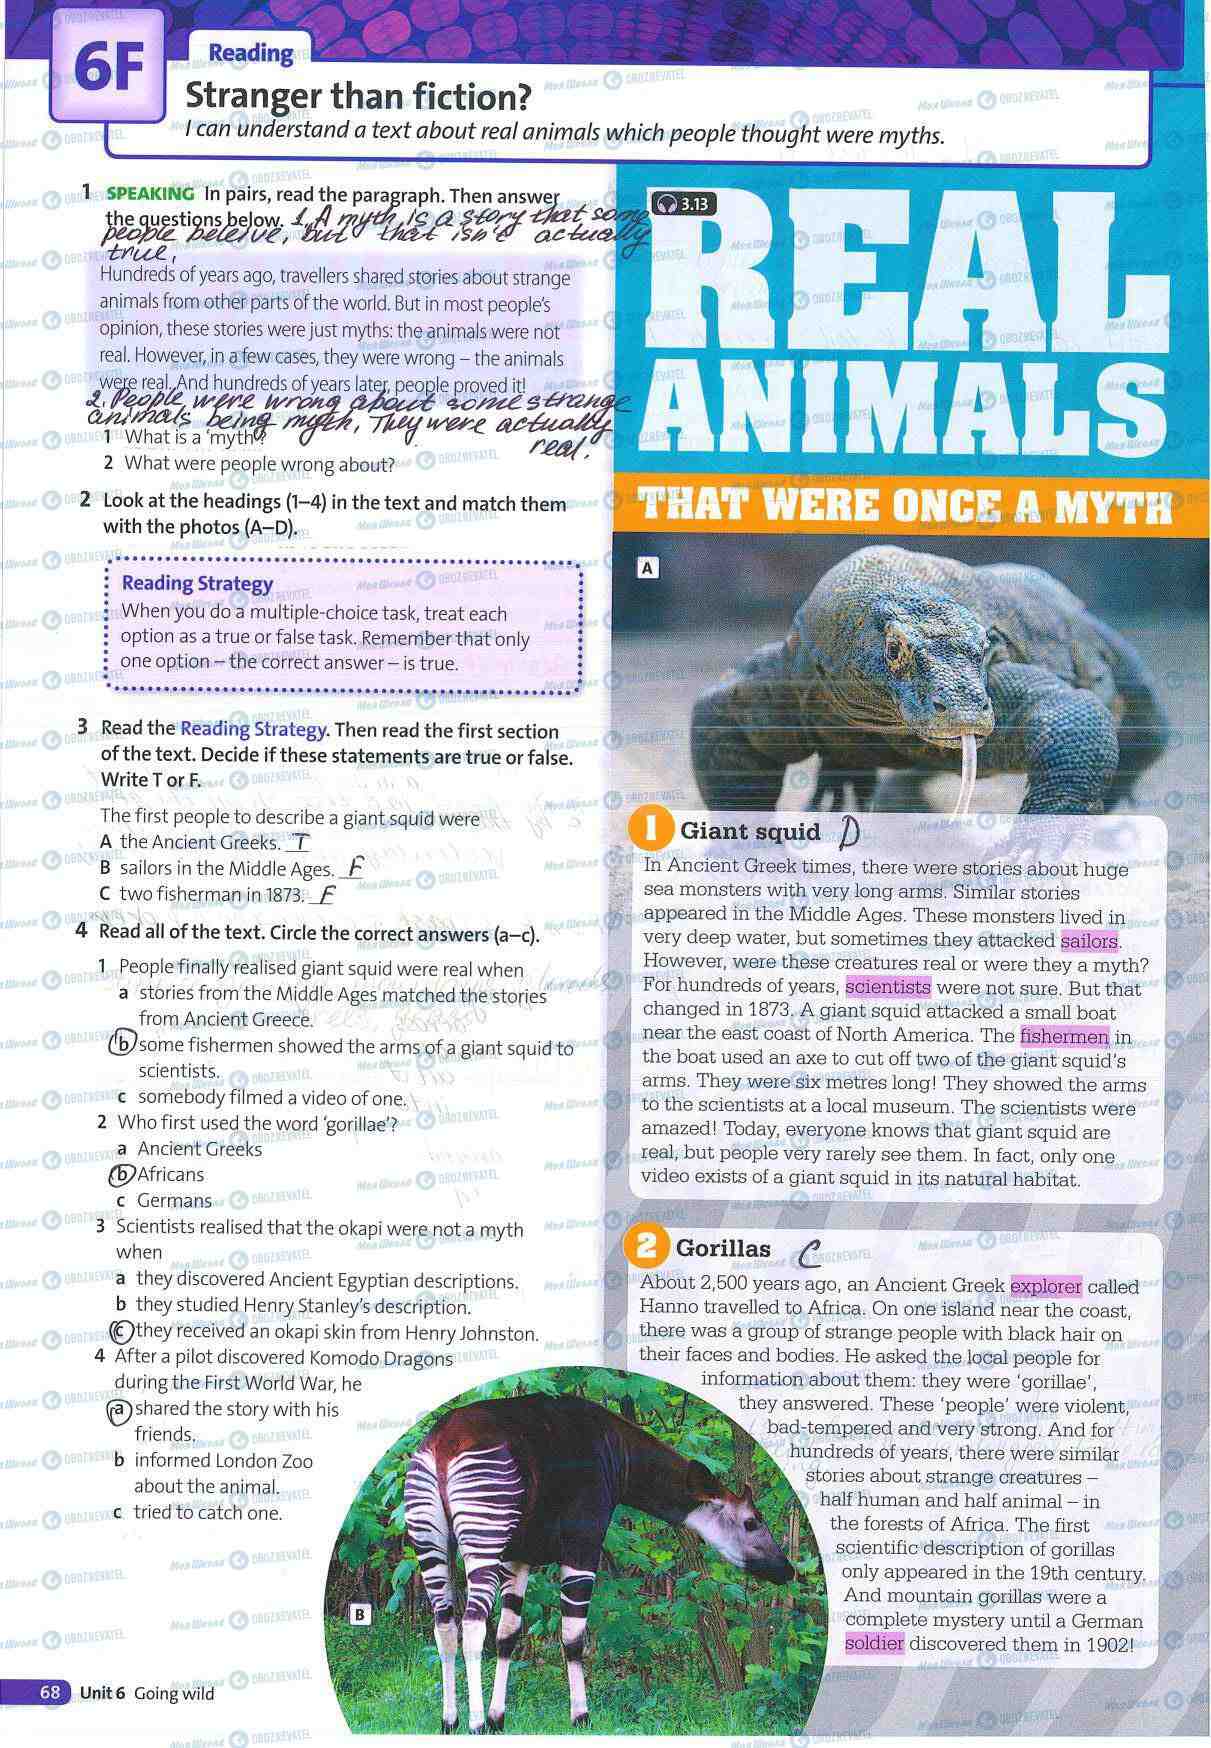 6F
Reading
Stranger than fiction?
I can understand a text about real animals which people thought were myths.
1 SPEAKING In pairs, read the paragraph. Then answer
the questions below. 1. A myth is a story that some
people beleive, but that isn't actually
true.
Hundreds of years ago, travellers shared stories about strange
animals from other parts of the world. But in most people's
opinion, these stories were just myths: the animals were not
real. However, in a few cases, they were wrong – the animals
were real. And hundreds of years later, people proved it!
2. People were wrong about some strange
animals being myth. They were actually
real.
1 What is a 'myth'?
2 What were people wrong about?
2 Look at the headings (1–4) in the text and match them
with the photos (A–D).
Reading Strategy
When you do a multiple-choice task, treat each
option as a true or false task. Remember that only
one option – the correct answer – is true.
3 Read the Reading Strategy. Then read the first section
of the text. Decide if these statements are true or false.
Write T or F.
The first people to describe a giant squid were
A the Ancient Greeks. T
B sailors in the Middle Ages. F
C two fisherman in 1873. F
4 Read all of the text. Circle the correct answers (a–c).
1 People finally realised giant squid were real when
a stories from the Middle Ages matched the stories
from Ancient Greece.
b some fishermen showed the arms of a giant squid to
scientists.
c somebody filmed a video of one.
2 Who first used the word 'gorillae'?
a Ancient Greeks
b Africans
c Germans
3 Scientists realised that the okapi were not a myth
when
a they discovered Ancient Egyptian descriptions.
b they studied Henry Stanley's description.
c they received an okapi skin from Henry Johnston.
4 After a pilot discovered Komodo Dragons
during the First World War, he
a shared the story with his
friends.
b informed London Zoo
about the animal.
c tried to catch one.
B
68 Unit 6 Going wild
3.13
REAL
ANIMALS
THAT WERE ONCE A MYTH
A
1 Giant squid D
In Ancient Greek times, there were stories about huge
sea monsters with very long arms. Similar stories
appeared in the Middle Ages. These monsters lived in
very deep water, but sometimes they attacked sailors.
However, were these creatures real or were they a myth?
For hundreds of years, scientists were not sure. But that
changed in 1873. A giant squid attacked a small boat
near the east coast of North America. The fishermen in
the boat used an axe to cut off two of the giant squid's
arms. They were six metres long! They showed the arms
to the scientists at a local museum. The scientists were
amazed! Today, everyone knows that giant squid are
real, but people very rarely see them. In fact, only one
video exists of a giant squid in its natural habitat.
2 Gorillas C
About 2,500 years ago, an Ancient Greek explorer called
Hanno travelled to Africa. On one island near the coast,
there was a group of strange people with black hair on
their faces and bodies. He asked the local people for
information about them: they were 'gorillae',
they answered. These 'people' were violent,
bad-tempered and very strong. And for
hundreds of years, there were similar
stories about strange creatures –
half human and half animal – in
the forests of Africa. The first
scientific description of gorillas
only appeared in the 19th century.
And mountain gorillas were a
complete mystery until a German
soldier discovered them in 1902!